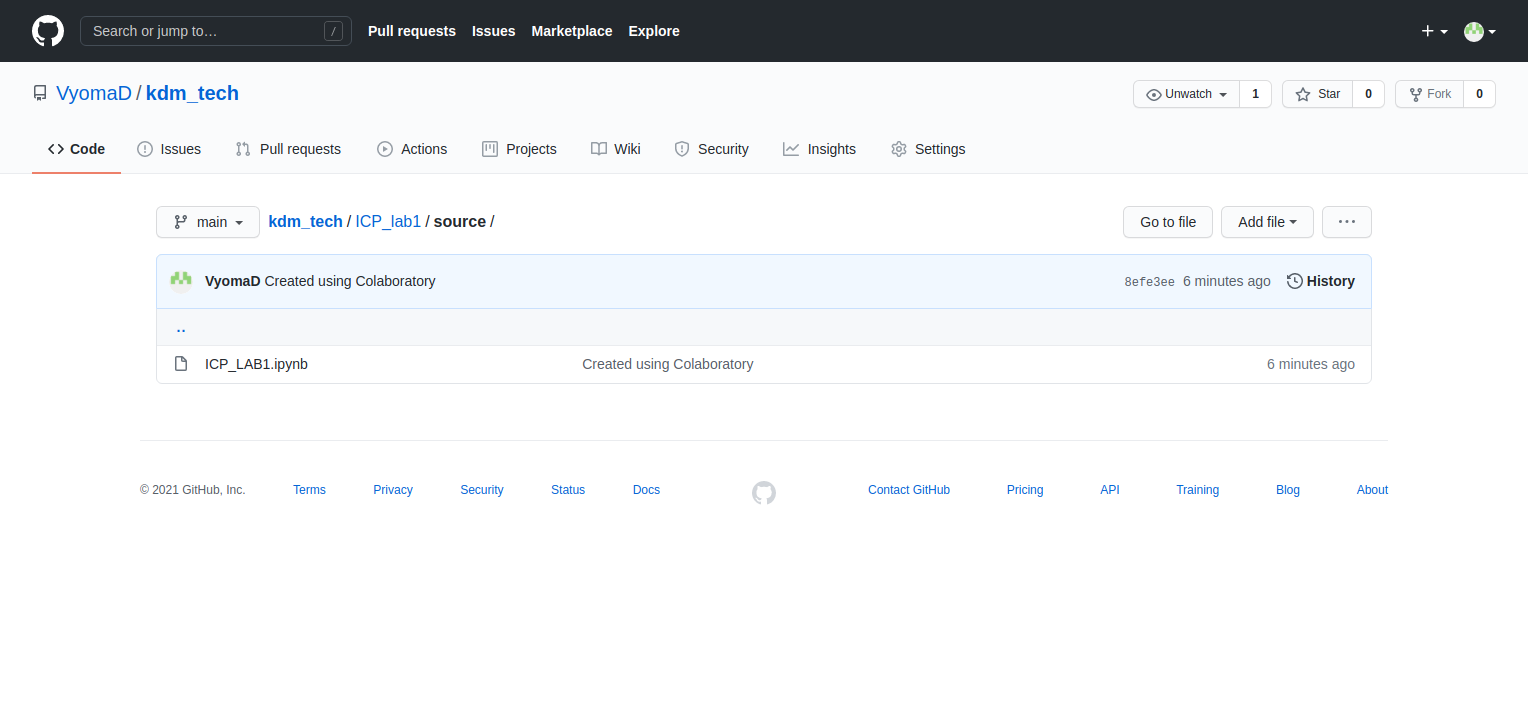 Search or jump to… / Pull requests Issues Marketplace Explore
VyomaD / kdm_tech Unwatch 1 Star 0 Fork 0
Code Issues Pull requests Actions Projects Wiki Security Insights Settings
main kdm_tech / ICP_lab1 / source / Go to file Add file ...
VyomaD Created using Colaboratory 8efe3ee 6 minutes ago History
..
ICP_LAB1.ipynb Created using Colaboratory 6 minutes ago
© 2021 GitHub, Inc. Terms Privacy Security Status Docs Contact GitHub Pricing API Training Blog About